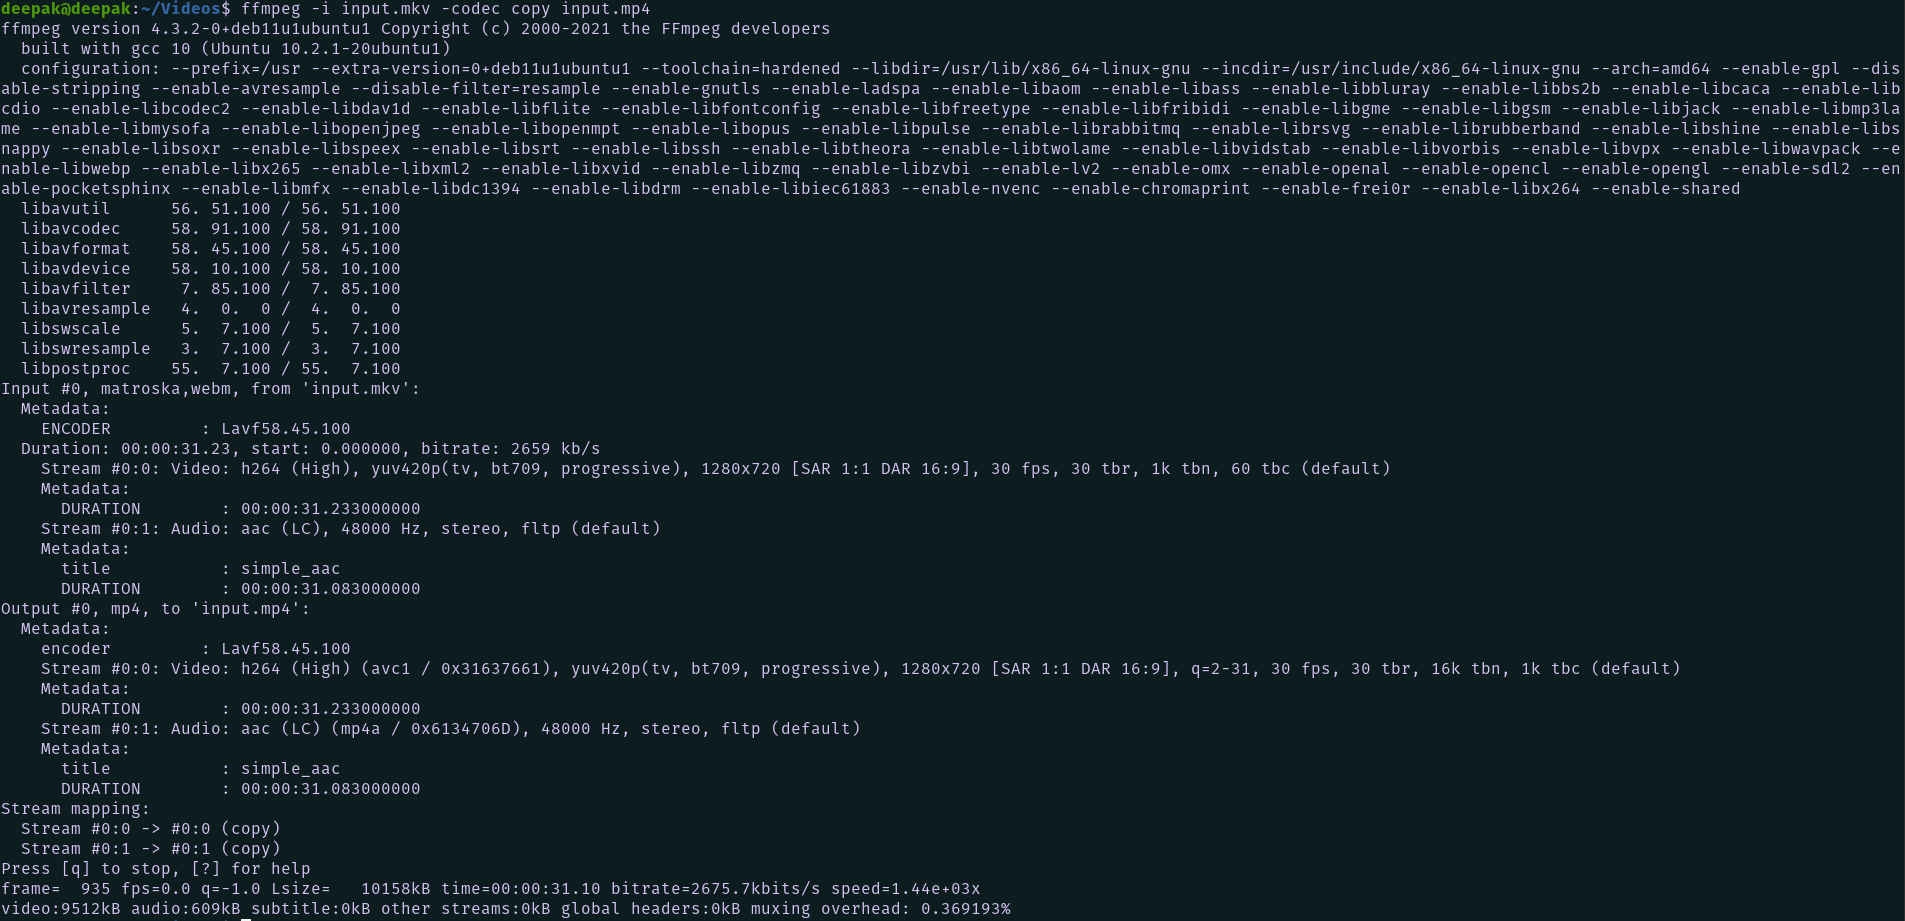 deepak@deepak:~/Videos$ ffmpeg -i input.mkv -codec copy input.mp4
ffmpeg version 4.3.2-0+deb11u1ubuntu1 Copyright (c) 2000-2021 the FFmpeg developers
  built with gcc 10 (Ubuntu 10.2.1-20ubuntu1)
  configuration: --prefix=/usr --extra-version=0+deb11u1ubuntu1 --toolchain=hardened --libdir=/usr/lib/x86_64-linux-gnu --incdir=/usr/include/x86_64-linux-gnu --arch=amd64 --enable-gpl --dis
able-stripping --enable-avresample --disable-filter=resample --enable-gnutls --enable-ladspa --enable-libaom --enable-libass --enable-libbluray --enable-libbs2b --enable-libcaca --enable-lib
cdio --enable-libcodec2 --enable-libdav1d --enable-libflite --enable-libfontconfig --enable-libfreetype --enable-libfribidi --enable-libgme --enable-libgsm --enable-libjack --enable-libmp3la
me --enable-libmysofa --enable-libopenjpeg --enable-libopenmpt --enable-libopus --enable-libpulse --enable-librabbitmq --enable-librsvg --enable-librubberband --enable-libshine --enable-libs
nappy --enable-libsoxr --enable-libspeex --enable-libsrt --enable-libssh --enable-libtheora --enable-libtwolame --enable-libvidstab --enable-libvorbis --enable-libvpx --enable-libwavpack --e
nable-libwebp --enable-libx265 --enable-libxml2 --enable-libxvid --enable-libzmq --enable-libzvbi --enable-lv2 --enable-omx --enable-openal --enable-opencl --enable-opengl --enable-sdl2 --en
able-pocketsphinx --enable-libmfx --enable-libdc1394 --enable-libdrm --enable-libiec61883 --enable-nvenc --enable-chromaprint --enable-frei0r --enable-libx264 --enable-shared
  libavutil      56. 51.100 / 56. 51.100
  libavcodec     58. 91.100 / 58. 91.100
  libavformat    58. 45.100 / 58. 45.100
  libavdevice    58. 10.100 / 58. 10.100
  libavfilter     7. 85.100 /  7. 85.100
  libavresample   4.  0.  0 /  4.  0.  0
  libswscale      5.  7.100 /  5.  7.100
  libswresample   3.  7.100 /  3.  7.100
  libpostproc    55.  7.100 / 55.  7.100
Input #0, matroska,webm, from 'input.mkv':
  Metadata:
    ENCODER         : Lavf58.45.100
  Duration: 00:00:31.23, start: 0.000000, bitrate: 2659 kb/s
    Stream #0:0: Video: h264 (High), yuv420p(tv, bt709, progressive), 1280x720 [SAR 1:1 DAR 16:9], 30 fps, 30 tbr, 1k tbn, 60 tbc (default)
    Metadata:
      DURATION        : 00:00:31.233000000
    Stream #0:1: Audio: aac (LC), 48000 Hz, stereo, fltp (default)
    Metadata:
      title           : simple_aac
      DURATION        : 00:00:31.083000000
Output #0, mp4, to 'input.mp4':
  Metadata:
    encoder         : Lavf58.45.100
    Stream #0:0: Video: h264 (High) (avc1 / 0x31637661), yuv420p(tv, bt709, progressive), 1280x720 [SAR 1:1 DAR 16:9], q=2-31, 30 fps, 30 tbr, 16k tbn, 1k tbc (default)
    Metadata:
      DURATION        : 00:00:31.233000000
    Stream #0:1: Audio: aac (LC) (mp4a / 0x6134706D), 48000 Hz, stereo, fltp (default)
    Metadata:
      title           : simple_aac
      DURATION        : 00:00:31.083000000
Stream mapping:
  Stream #0:0 -> #0:0 (copy)
  Stream #0:1 -> #0:1 (copy)
Press [q] to stop, [?] for help
frame=  935 fps=0.0 q=-1.0 Lsize=   10158kB time=00:00:31.10 bitrate=2675.7kbits/s speed=1.44e+03x
video:9512kB audio:609kB subtitle:0kB other streams:0kB global headers:0kB muxing overhead: 0.369193%